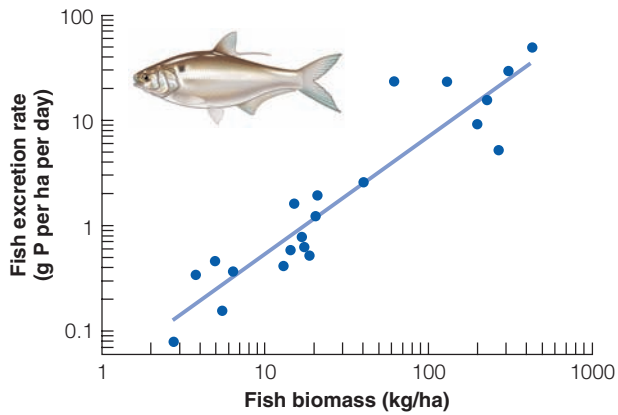 100
10
1
0.1
Fish excretion rate
(g P per ha per day)
1
10
100
1000
Fish biomass (kg/ha)